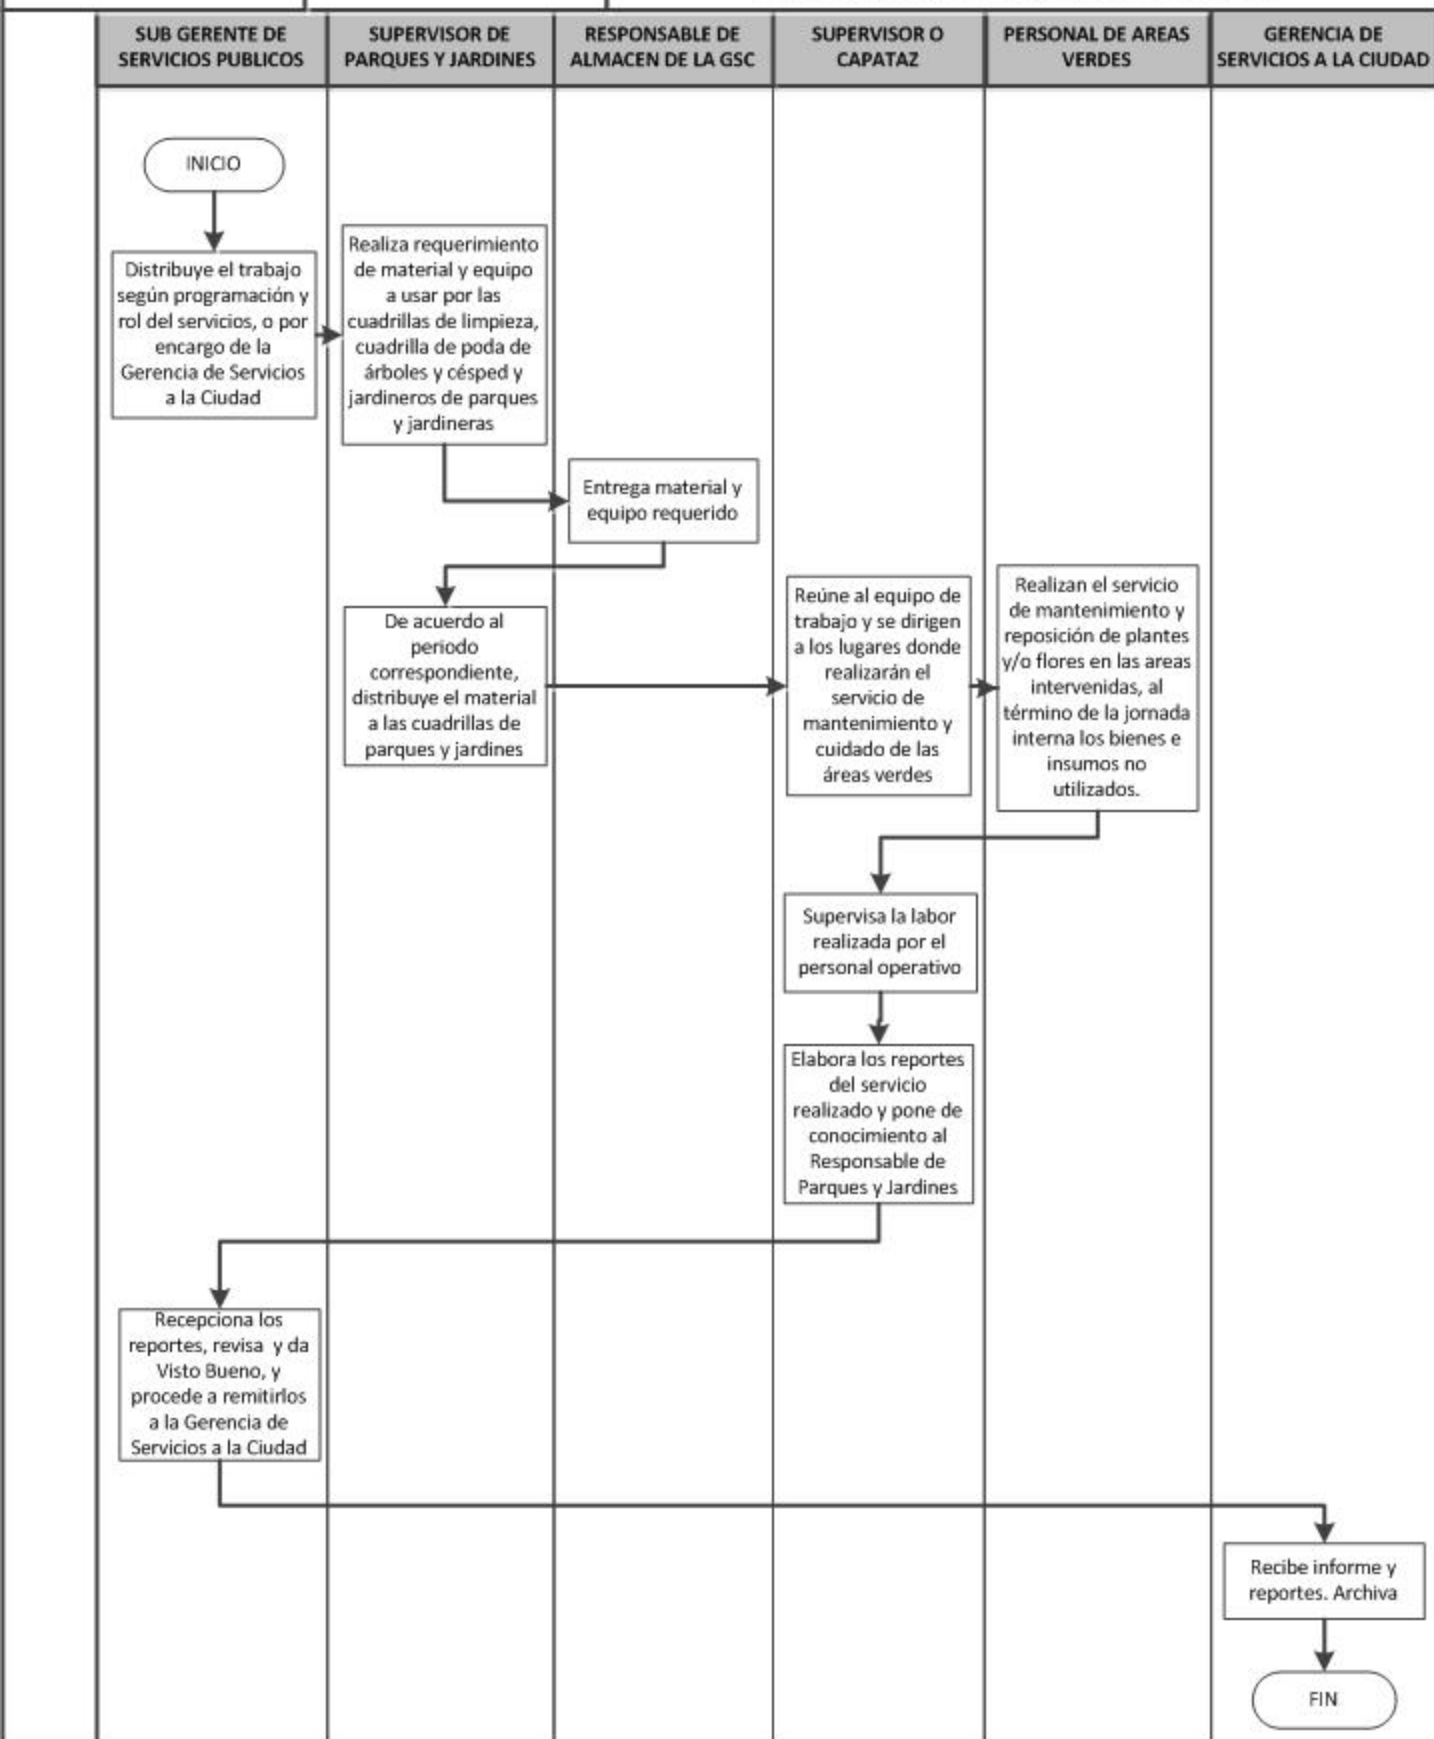 SUB GERENTE DE
SERVICIOS PUBLICOS
SUPERVISOR DE
PARQUES Y JARDINES
RESPONSABLE DE
ALMACEN DE LA GSC
SUPERVISOR O
CAPATAZ
PERSONAL DE AREAS
VERDES
GERENCIA DE
SERVICIOS A LA CIUDAD
INICIO
Distribuye el trabajo
según programación y
rol del servicios, o por
encargo de la
Gerencia de Servicios
a la Ciudad
Realiza requerimiento
de material y equipo
a usar por las
cuadrillas de limpieza,
cuadrilla de poda de
árboles y césped y
jardineros de parques
y jardineras
Entrega material y
equipo requerido
De acuerdo al
periodo
correspondiente,
distribuye el material
a las cuadrillas de
parques y jardines
Reúne al equipo de
trabajo y se dirigen
a los lugares donde
realizarán el
servicio de
mantenimiento y
cuidado de las
áreas verdes
Realizan el servicio
de mantenimiento y
reposición de plantes
y/o flores en las areas
intervenidas, al
término de la jornada
interna los bienes e
insumos no
utilizados.
Supervisa la labor
realizada por el
personal operativo
Elabora los reportes
del servicio
realizado y pone de
conocimiento al
Responsable de
Parques y Jardines
Recepciona los
reportes, revisa y da
Visto Bueno, y
procede a remitirlos
a la Gerencia de
Servicios a la Ciudad
Recibe informe y
reportes. Archiva
FIN